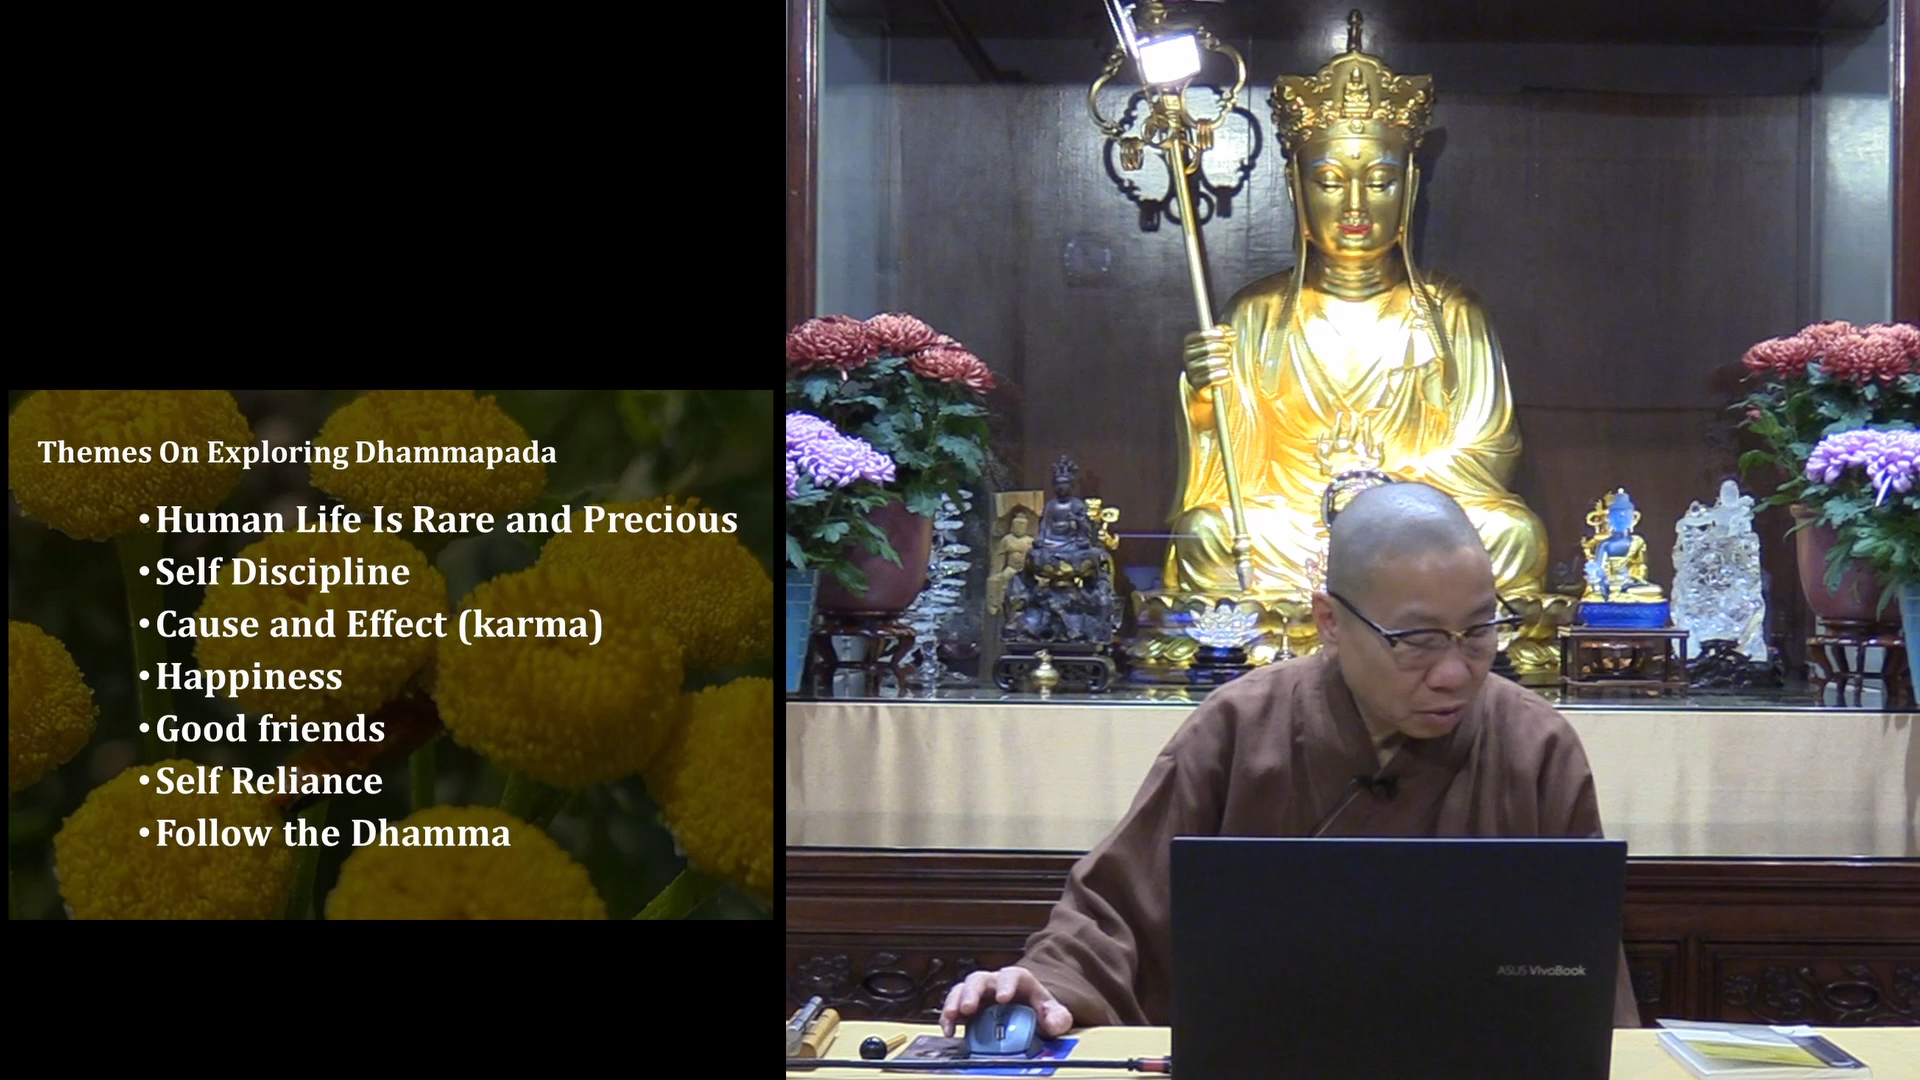 Themes On Exploring Dhammapada
•Human Life Is Rare and Precious
•Self Discipline
•Cause and Effect (karma)
•Happiness
•Good friends
•Self Reliance
•Follow the Dhamma
ASUS VivoBook